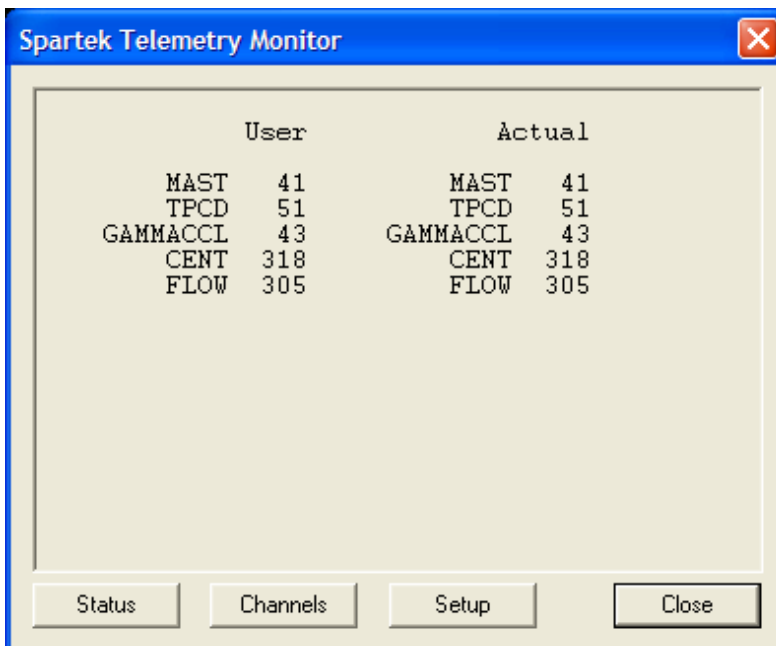 Spartek Telemetry Monitor
User Actual
MAST 41 MAST 41
TPCD 51 TPCD 51
GAMMACCL 43 GAMMACCL 43
CENT 318 CENT 318
FLOW 305 FLOW 305
Status Channels Setup Close